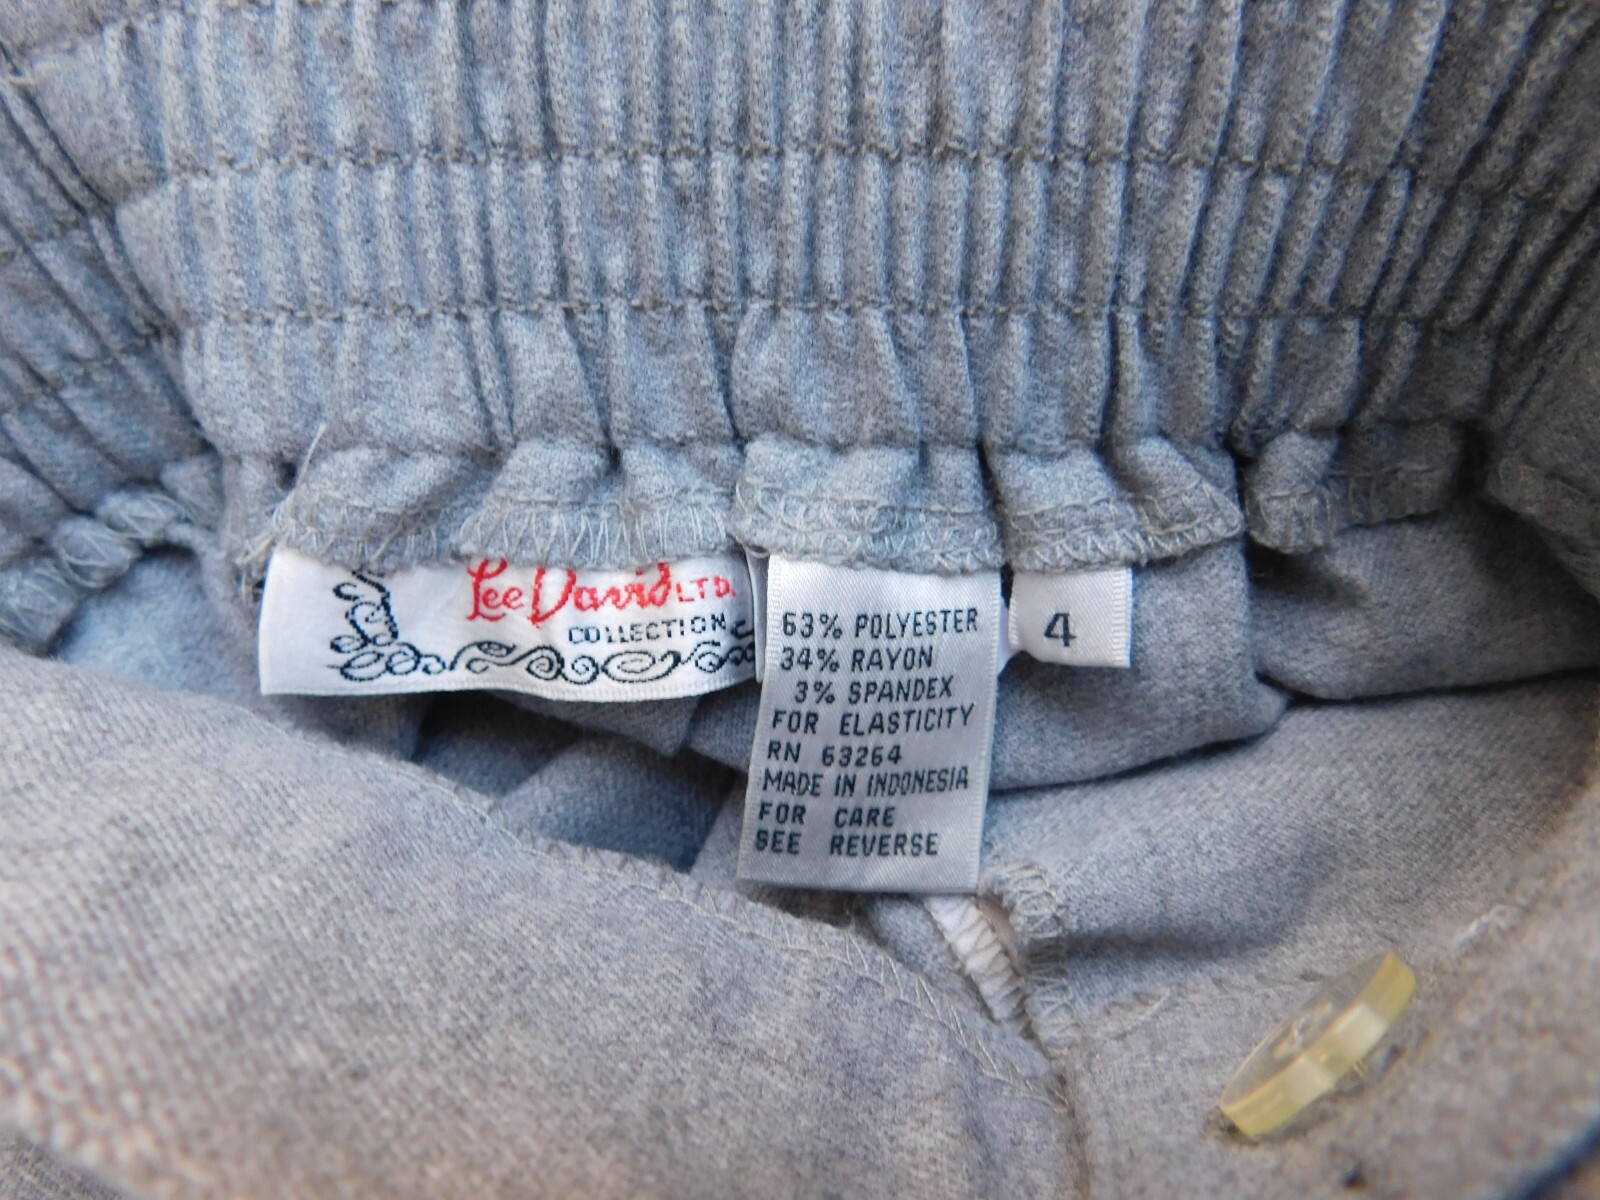 Lee David LTD.
COLLECTION
63% POLYESTER
34% RAYON
3% SPANDEX
FOR ELASTICITY
RN 63264
MADE IN INDONESIA
FOR CARE
SEE REVERSE
4